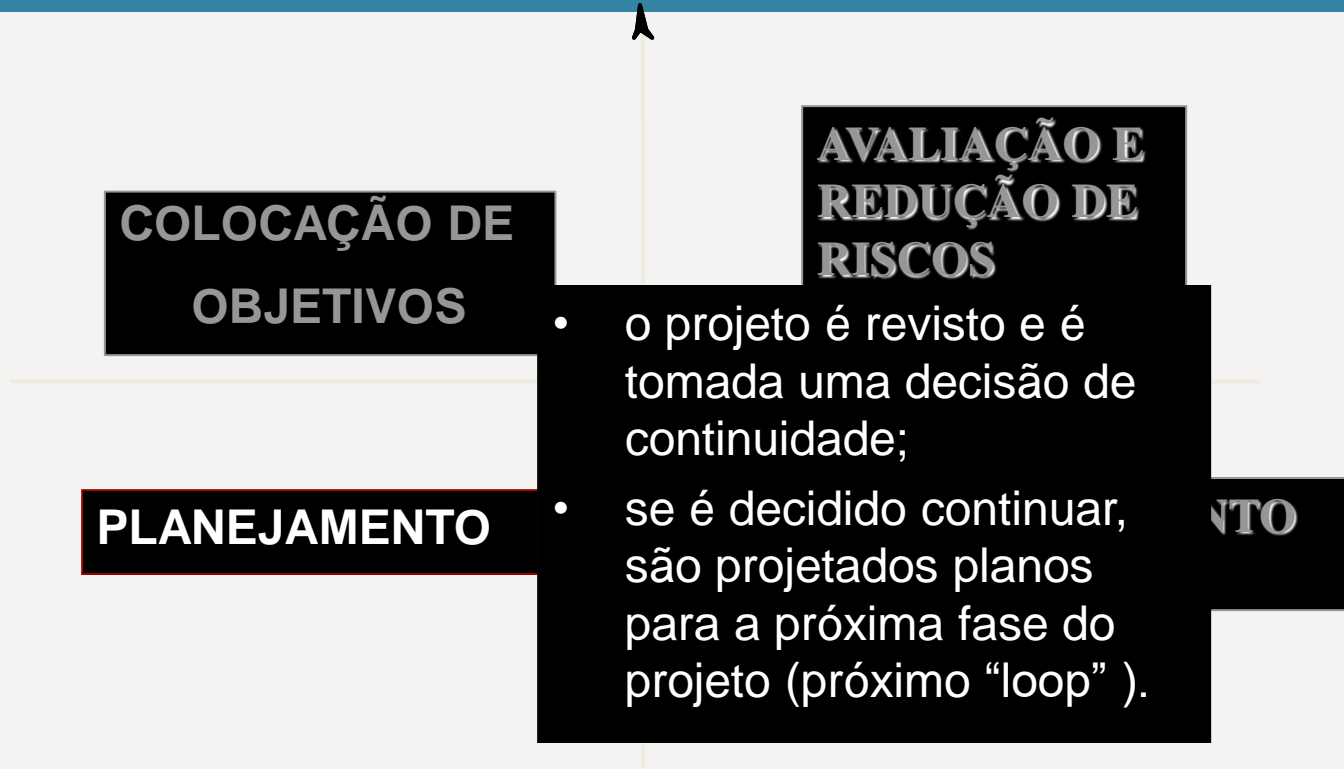 COLOCAÇÃO DE
OBJETIVOS
AVALIAÇÃO E
REDUÇÃO DE
RISCOS
PLANEJAMENTO
• o projeto é revisto e é
tomada uma decisão de
continuidade;
• se é decidido continuar,
são projetados planos
para a próxima fase do
projeto (próximo “loop” ).